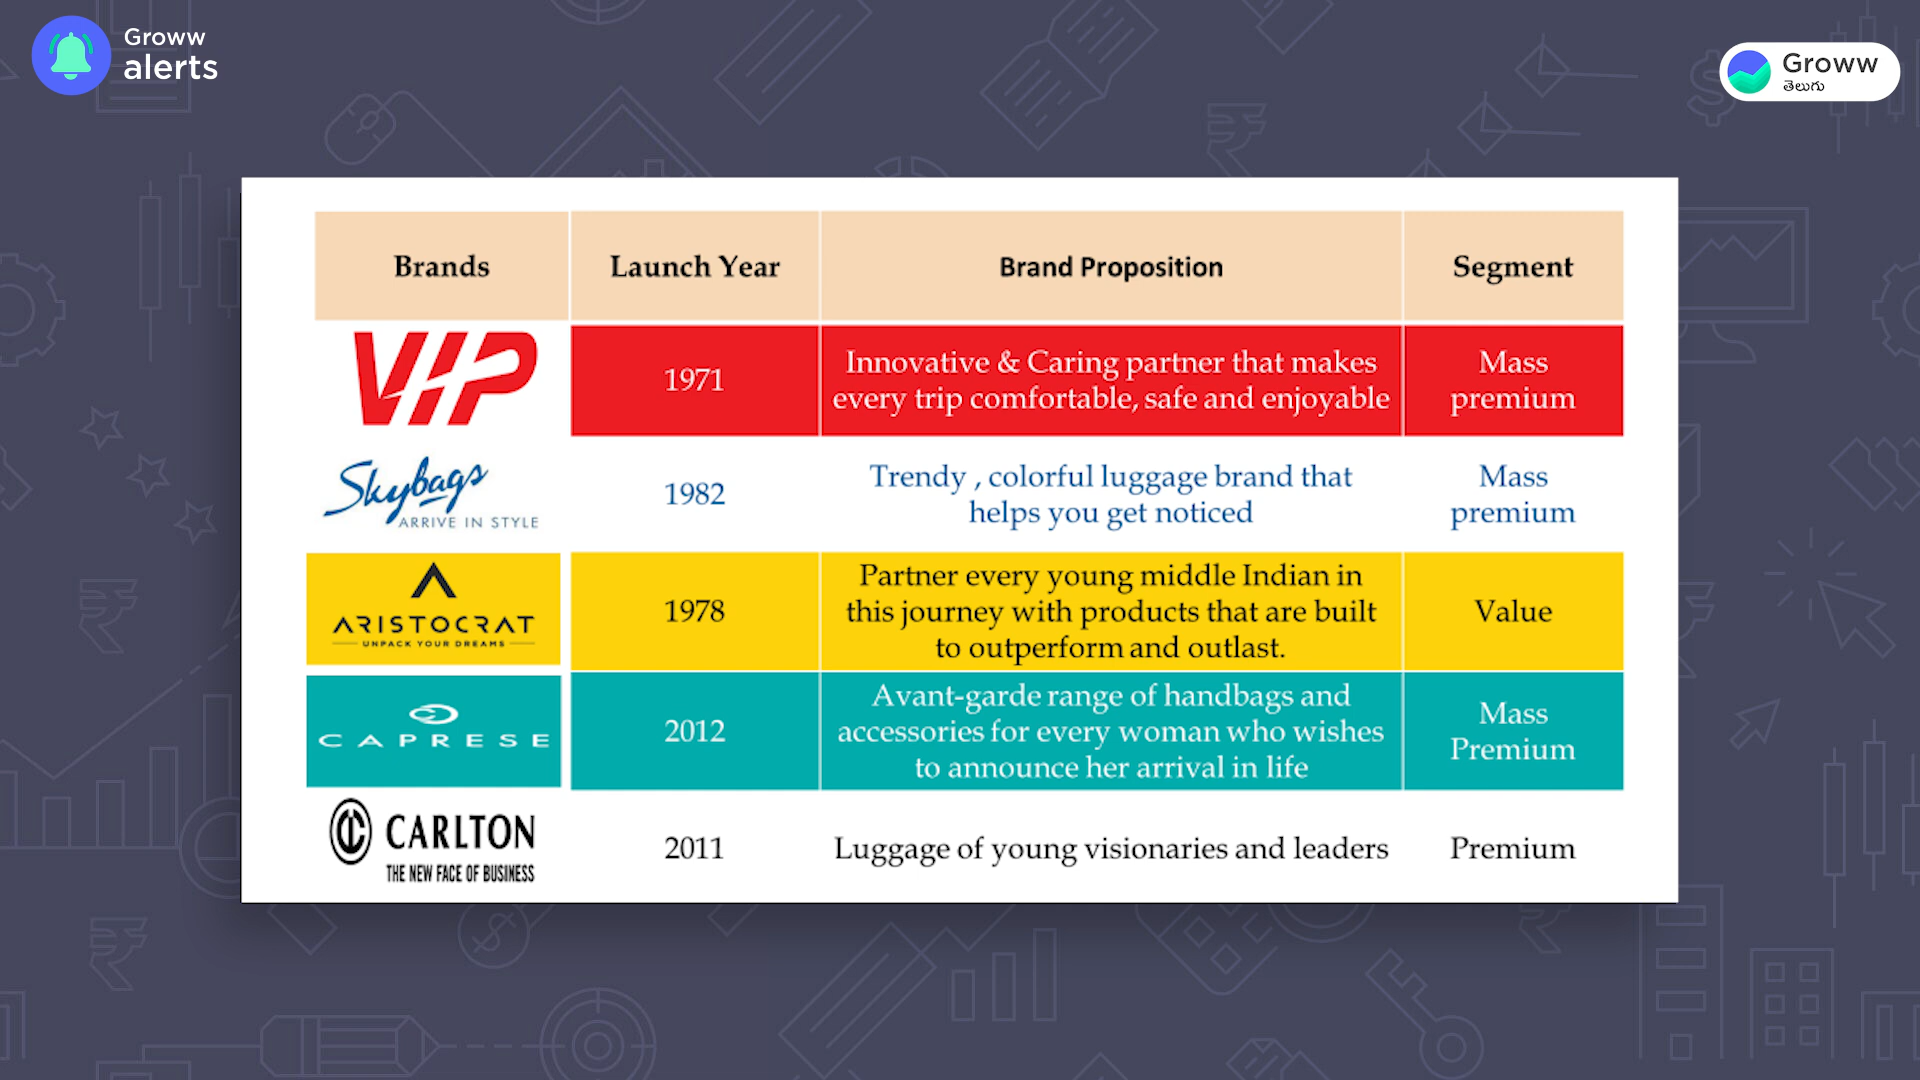 Groww
alerts
Groww
తెలుగు
Brands
Launch Year
Brand Proposition
Segment
VIP
1971
Innovative & Caring partner that makes
every trip comfortable, safe and enjoyable
Mass
premium
Skybags
ARRIVE IN STYLE
1982
Trendy , colorful luggage brand that
helps you get noticed
Mass
premium
ARISTOCRAT
UNPACK YOUR DREAMS
1978
Partner every young middle Indian in
this journey with products that are built
to outperform and outlast.
Value
CAPRESE
2012
Avant-garde range of handbags and
accessories for every woman who wishes
to announce her arrival in life
Mass
Premium
CARLTON
THE NEW FACE OF BUSINESS
2011
Luggage of young visionaries and leaders
Premium